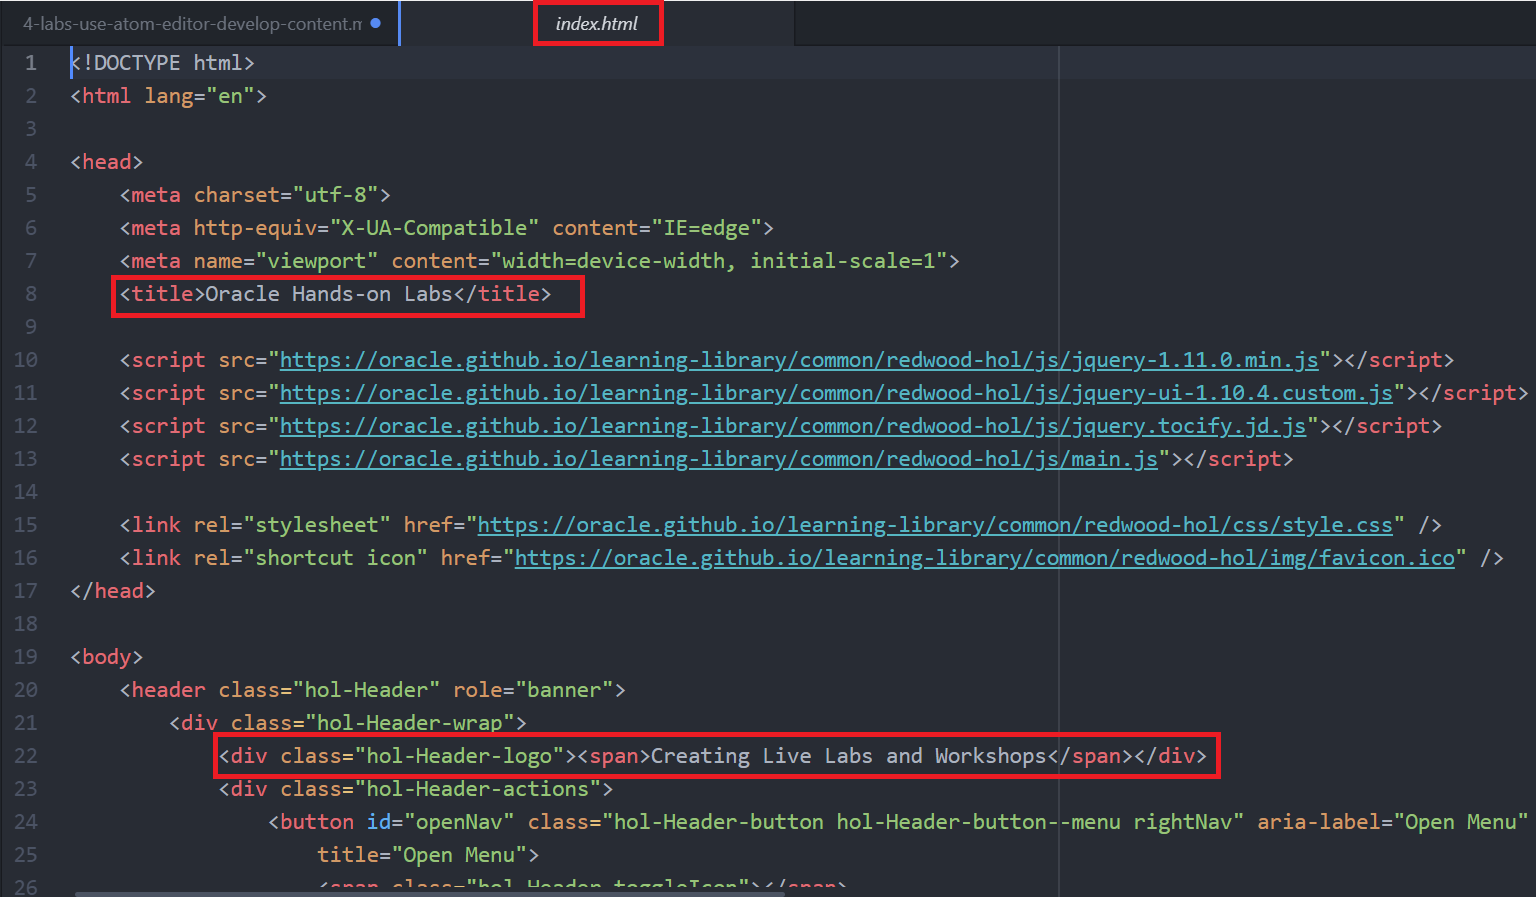 4-labs-use-atom-editor-develop-content.m
index.html
1 <!DOCTYPE html>
2 <html lang="en">
3
4 <head>
5     <meta charset="utf-8">
6     <meta http-equiv="X-UA-Compatible" content="IE=edge">
7     <meta name="viewport" content="width=device-width, initial-scale=1">
8     <title>Oracle Hands-on Labs</title>
9
10     <script src="https://oracle.github.io/learning-library/common/redwood-hol/js/jquery-1.11.0.min.js"></script>
11     <script src="https://oracle.github.io/learning-library/common/redwood-hol/js/jquery-ui-1.10.4.custom.js"></script>
12     <script src="https://oracle.github.io/learning-library/common/redwood-hol/js/jquery.tocify.jd.js"></script>
13     <script src="https://oracle.github.io/learning-library/common/redwood-hol/js/main.js"></script>
14
15     <link rel="stylesheet" href="https://oracle.github.io/learning-library/common/redwood-hol/css/style.css" />
16     <link rel="shortcut icon" href="https://oracle.github.io/learning-library/common/redwood-hol/img/favicon.ico" />
17 </head>
18
19 <body>
20     <header class="hol-Header" role="banner">
21         <div class="hol-Header-wrap">
22             <div class="hol-Header-logo"><span>Creating Live Labs and Workshops</span></div>
23             <div class="hol-Header-actions">
24                 <button id="openNav" class="hol-Header-button hol-Header-button--menu rightNav" aria-label="Open Menu"
25                     title="Open Menu">
26                     <span class="hol-Header-toggleIcon"></span>